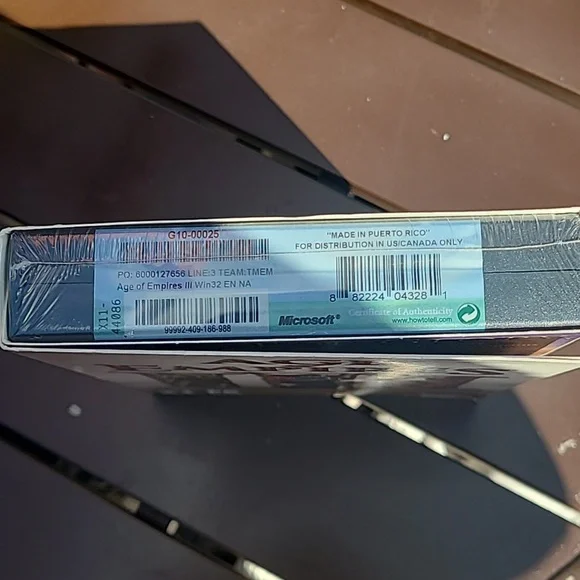 G10-00025
PO: 6000127656 LINE:3 TEAM:TMEM
Age of Empires III Win32 EN NA
X11-
44086
99992-409-186-988
"MADE IN PUERTO RICO"
FOR DISTRIBUTION IN US/CANADA ONLY
8 82224 04328 1
Microsoft®
Certificate of Authenticity
www.howtotell.com
EMPIRES